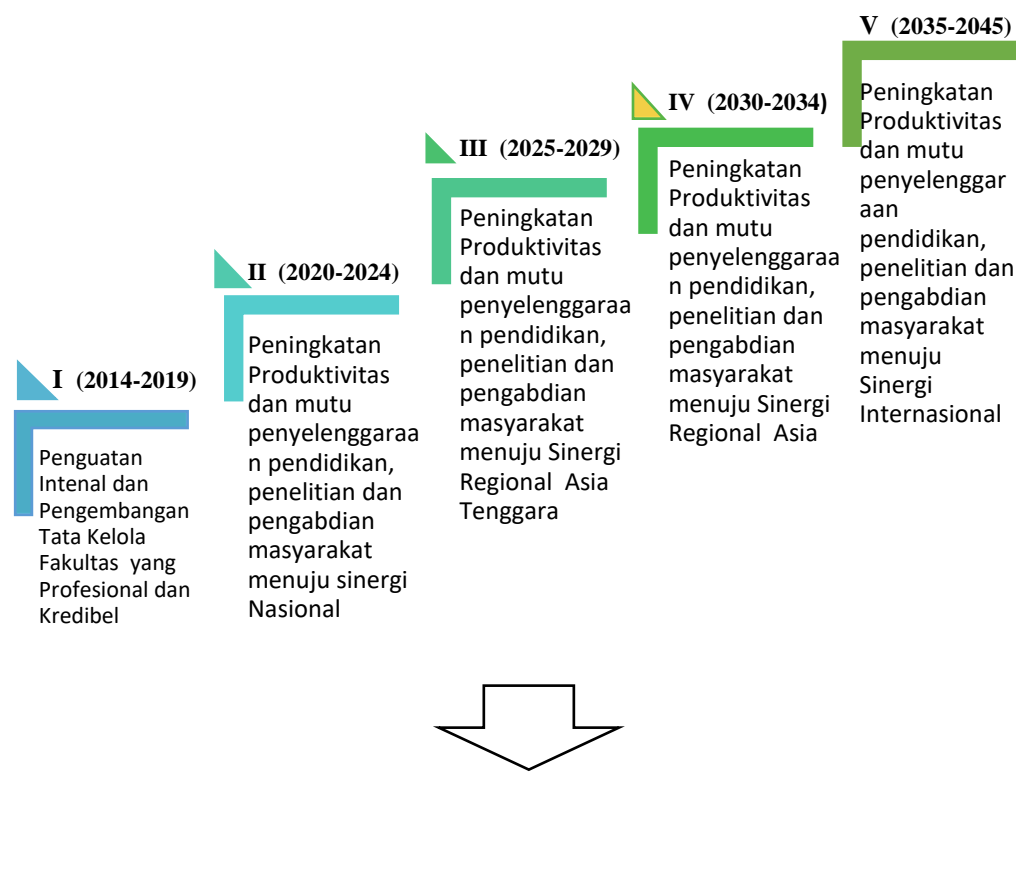 I (2014-2019)
Penguatan
Intenal dan
Pengembangan
Tata Kelola
Fakultas yang
Profesional dan
Kredibel
II (2020-2024)
Peningkatan
Produktivitas
dan mutu
penyelenggaraa
n pendidikan,
penelitian dan
pengabdian
masyarakat
menuju sinergi
Nasional
III (2025-2029)
Peningkatan
Produktivitas
dan mutu
penyelenggaraa
n pendidikan,
penelitian dan
pengabdian
masyarakat
menuju Sinergi
Regional Asia
Tenggara
IV (2030-2034)
Peningkatan
Produktivitas
dan mutu
penyelenggaraa
n pendidikan,
penelitian dan
pengabdian
masyarakat
menuju Sinergi
Regional Asia
V (2035-2045)
Peningkatan
Produktivitas
dan mutu
penyelenggar
aan
pendidikan,
penelitian dan
pengabdian
masyarakat
menuju
Sinergi
Internasional